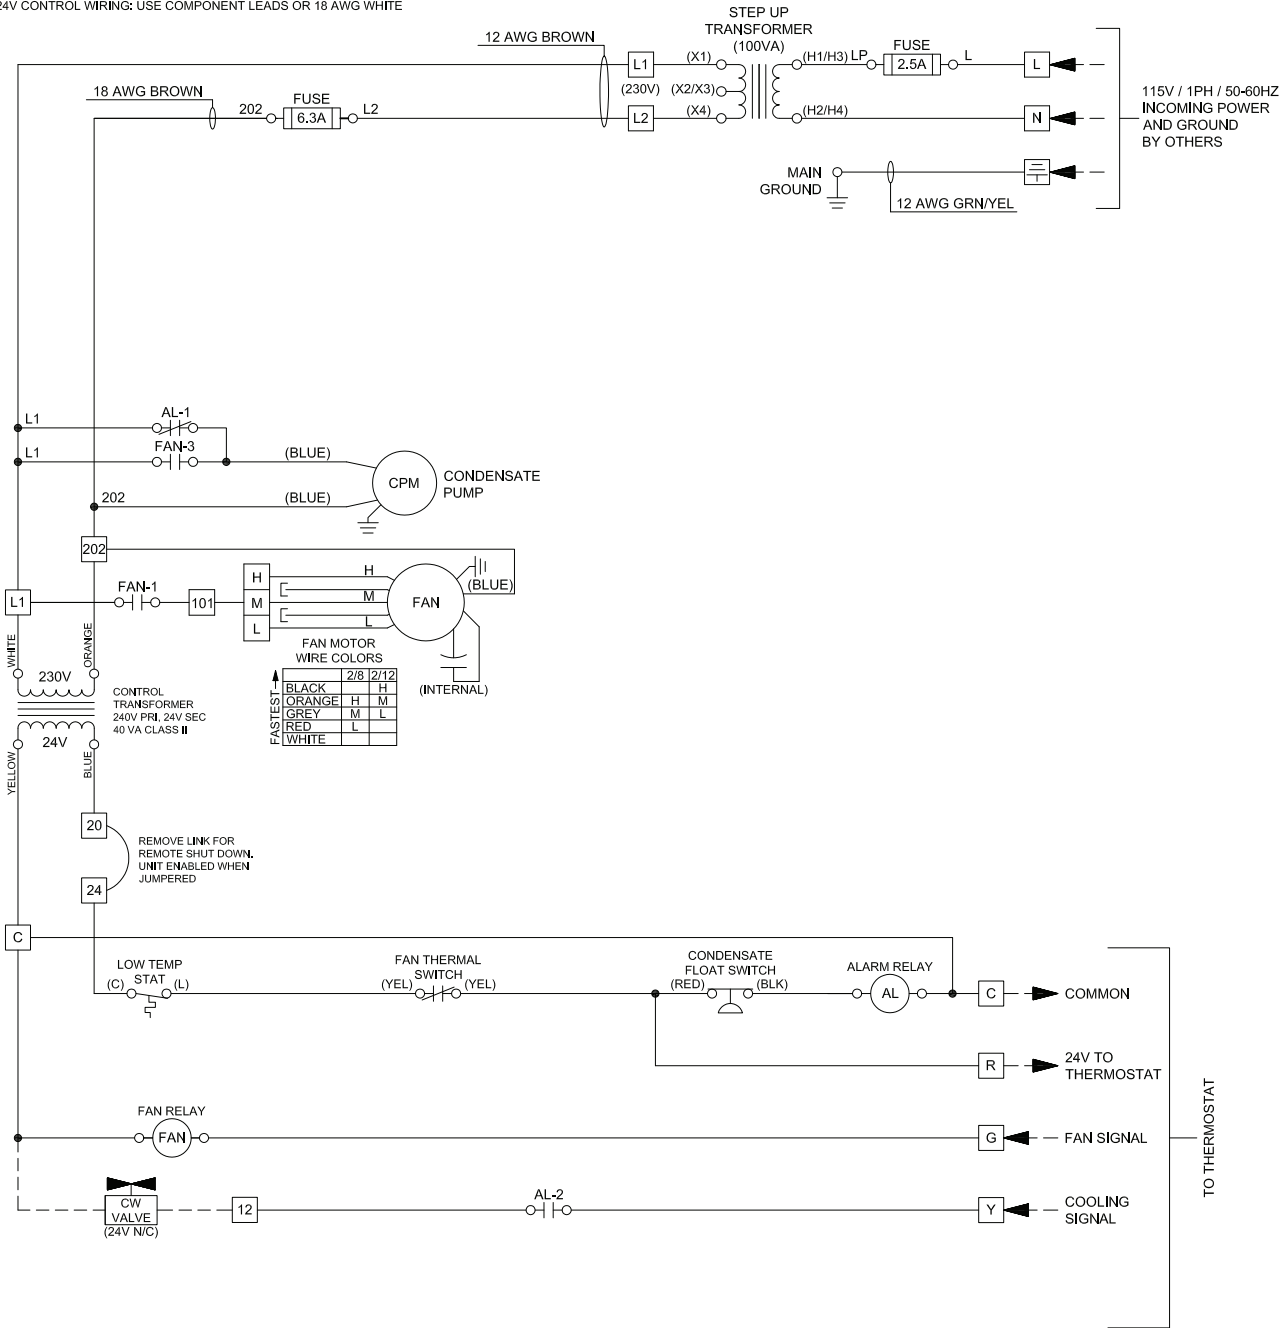 24V CONTROL WIRING: USE COMPONENT LEADS OR 18 AWG WHITE
STEP UP
TRANSFORMER
(100VA)
12 AWG BROWN
L1
(X1)
(H1/H3) LP
FUSE
2.5A
L
L
(230V)
(X2/X3)
18 AWG BROWN
202
FUSE
6.3A
L2
L2
(X4)
(H2/H4)
N
115V / 1PH / 50-60HZ
INCOMING POWER
AND GROUND
BY OTHERS
MAIN
GROUND
12 AWG GRN/YEL
L1
AL-1
L1
FAN-3
(BLUE)
CPM
CONDENSATE
PUMP
202
(BLUE)
202
L1
FAN-1
101
H
M
L
H
M
L
FAN
(BLUE)
(INTERNAL)
WHITE
ORANGE
230V
CONTROL
TRANSFORMER
240V PRI, 24V SEC
40 VA CLASS II
24V
YELLOW
BLUE
FAN MOTOR
WIRE COLORS
FASTEST
2/8 2/12
BLACK H
ORANGE H M
GREY M L
RED L
WHITE
20
REMOVE LINK FOR
REMOTE SHUT DOWN.
UNIT ENABLED WHEN
JUMPERED
24
C
LOW TEMP
STAT
(C)
(L)
FAN THERMAL
SWITCH
(YEL)
(YEL)
CONDENSATE
FLOAT SWITCH
(RED)
(BLK)
ALARM RELAY
AL
C
COMMON
R
24V TO
THERMOSTAT
FAN RELAY
FAN
G
FAN SIGNAL
TO THERMOSTAT
CW
VALVE
(24V N/C)
12
AL-2
Y
COOLING
SIGNAL